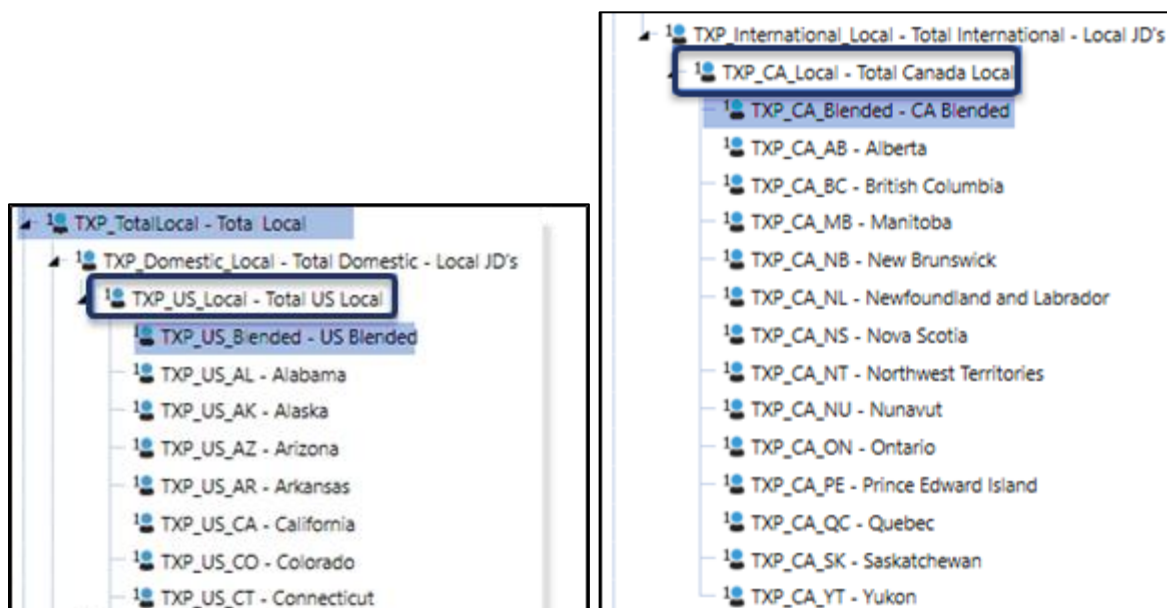 TXP_TotalLocal - Total Local
TXP_Domestic_Local - Total Domestic - Local JD's
TXP_US_Local - Total US Local
TXP_US_Blended - US Blended
TXP_US_AL - Alabama
TXP_US_AK - Alaska
TXP_US_AZ - Arizona
TXP_US_AR - Arkansas
TXP_US_CA - California
TXP_US_CO - Colorado
TXP_US_CT - Connecticut
TXP_International_Local - Total International - Local JD's
TXP_CA_Local - Total Canada Local
TXP_CA_Blended - CA Blended
TXP_CA_AB - Alberta
TXP_CA_BC - British Columbia
TXP_CA_MB - Manitoba
TXP_CA_NB - New Brunswick
TXP_CA_NL - Newfoundland and Labrador
TXP_CA_NS - Nova Scotia
TXP_CA_NT - Northwest Territories
TXP_CA_NU - Nunavut
TXP_CA_ON - Ontario
TXP_CA_PE - Prince Edward Island
TXP_CA_QC - Quebec
TXP_CA_SK - Saskatchewan
TXP_CA_YT - Yukon